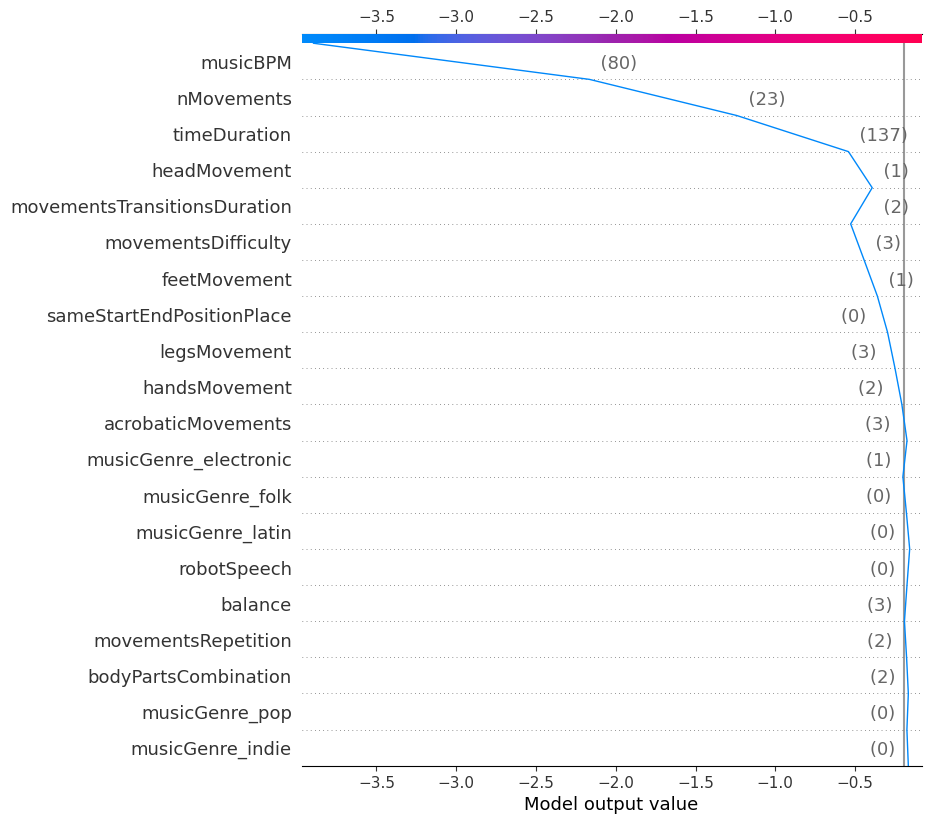 −3.5 −3.0 −2.5 −2.0 −1.5 −1.0 −0.5
musicBPM (80)
nMovements (23)
timeDuration (137)
headMovement (1)
movementsTransitionsDuration (2)
movementsDifficulty (3)
feetMovement (1)
sameStartEndPositionPlace (0)
legsMovement (3)
handsMovement (2)
acrobaticMovements (3)
musicGenre_electronic (1)
musicGenre_folk (0)
musicGenre_latin (0)
robotSpeech (0)
balance (3)
movementsRepetition (2)
bodyPartsCombination (2)
musicGenre_pop (0)
musicGenre_indie (0)
−3.5 −3.0 −2.5 −2.0 −1.5 −1.0 −0.5
Model output value